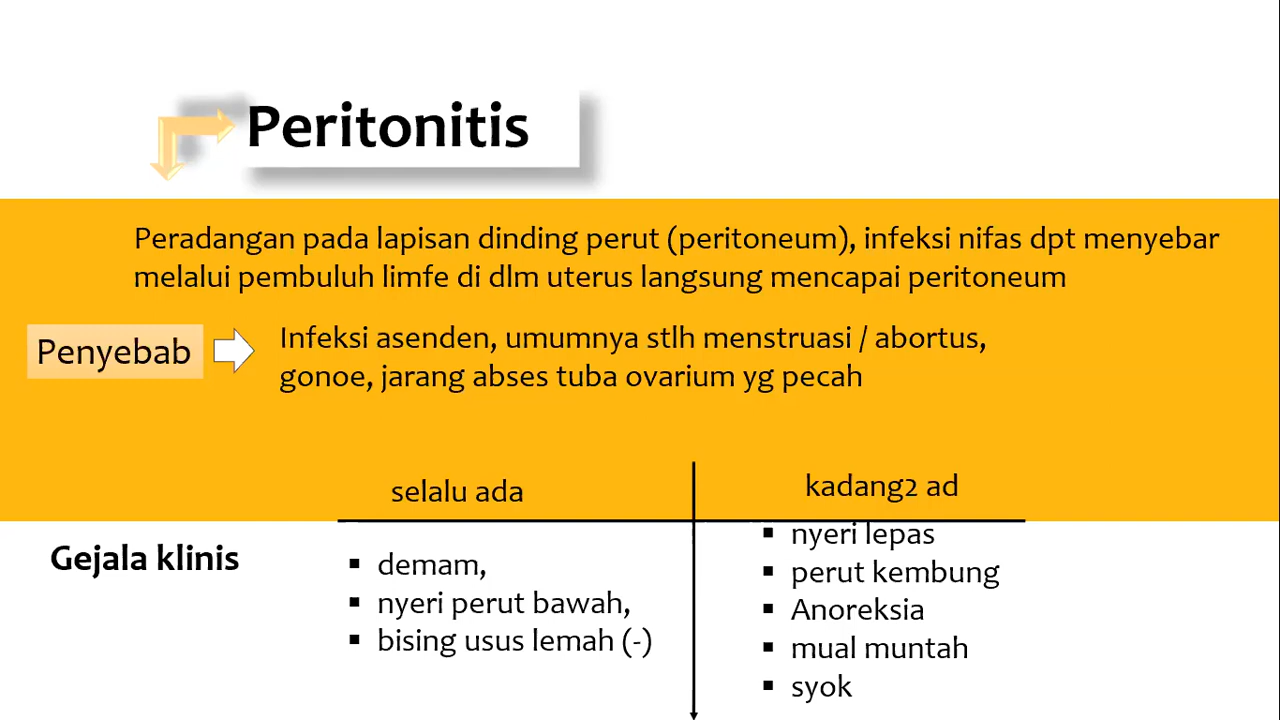 Peritonitis
Peradangan pada lapisan dinding perut (peritoneum), infeksi nifas dpt menyebar
melalui pembuluh limfe di dlm uterus langsung mencapai peritoneum
Penyebab
Infeksi asenden, umumnya stlh menstruasi / abortus,
gonoe, jarang abses tuba ovarium yg pecah
selalu ada
kadang2 ad
Gejala klinis
▪ demam,
▪ nyeri perut bawah,
▪ bising usus lemah (-)
▪ nyeri lepas
▪ perut kembung
▪ Anoreksia
▪ mual muntah
▪ syok